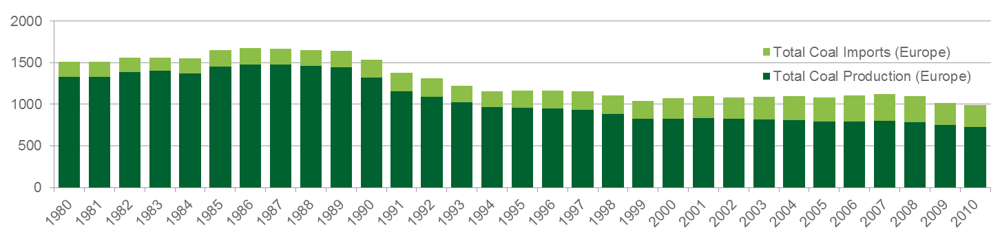 2000
1500
1000
500
0
Total Coal Imports (Europe)
Total Coal Production (Europe)
1980 1981 1982 1983 1984 1985 1986 1987 1988 1989 1990 1991 1992 1993 1994 1995 1996 1997 1998 1999 2000 2001 2002 2003 2004 2005 2006 2007 2008 2009 2010